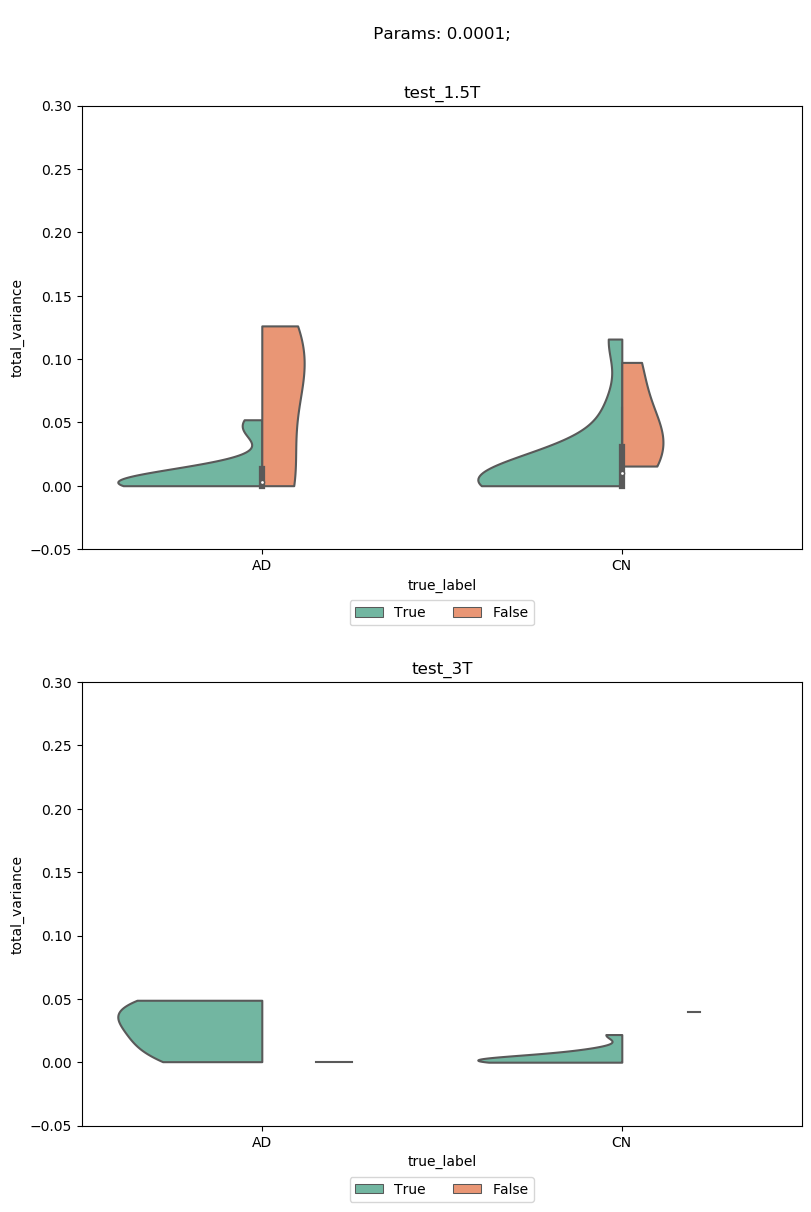 Params: 0.0001;
test_1.5T
0.30
0.25
0.20
0.15
0.10
0.05
0.00
−0.05
total_variance
AD CN
true_label
True False
test_3T
0.30
0.25
0.20
0.15
0.10
0.05
0.00
−0.05
total_variance
AD CN
true_label
True False